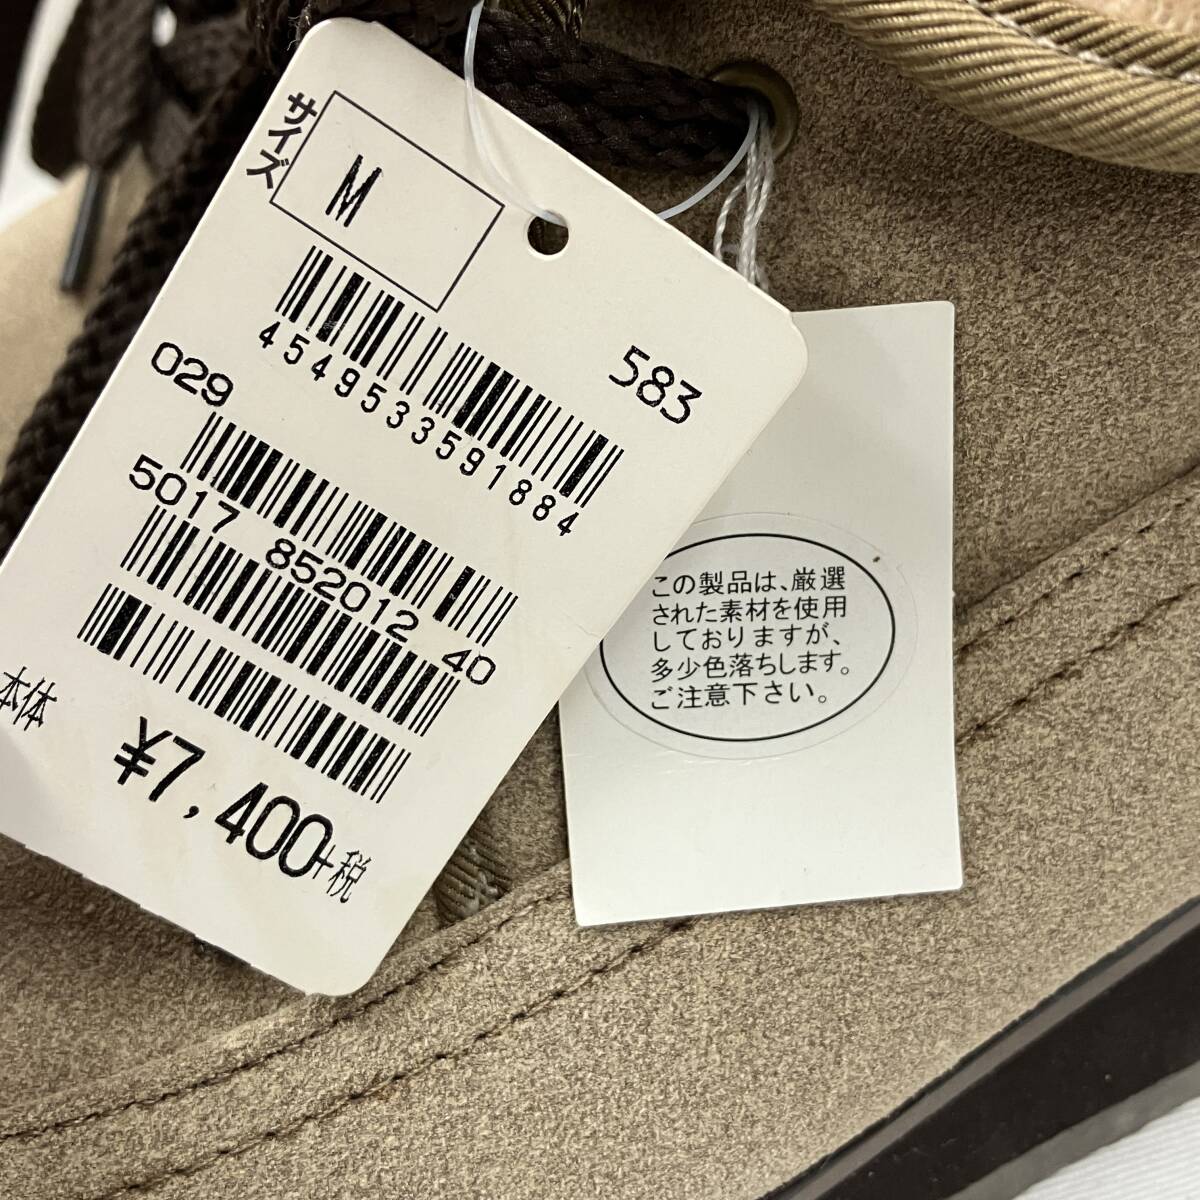 サイズ
M
4549533591884
583
029
5017 852012 40
本体
¥7,400+税
この製品は、厳選
された素材を使用
しておりますが、
多少色落ちします。
ご注意下さい。